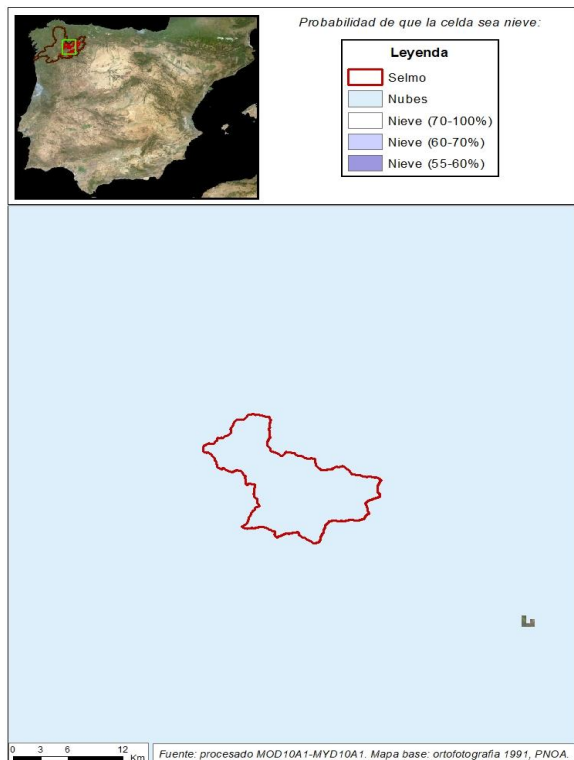 Probabilidad de que la celda sea nieve:
Leyenda
Selmo
Nubes
Nieve (70-100%)
Nieve (60-70%)
Nieve (55-60%)
0 3 6 12
Km
Fuente: procesado MOD10A1-MYD10A1. Mapa base: ortofotografia 1991, PNOA.